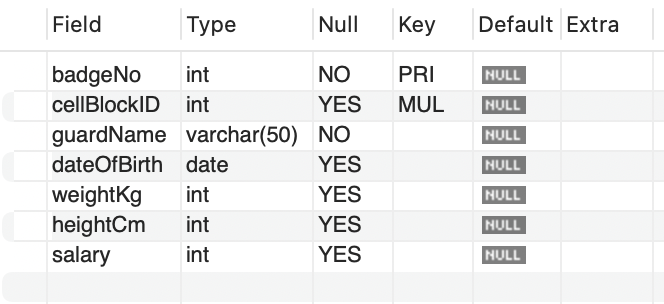 Field Type Null Key Default Extra
badgeNo int NO PRI NULL
cellBlockID int YES MUL NULL
guardName varchar(50) NO NULL
dateOfBirth date YES NULL
weightKg int YES NULL
heightCm int YES NULL
salary int YES NULL